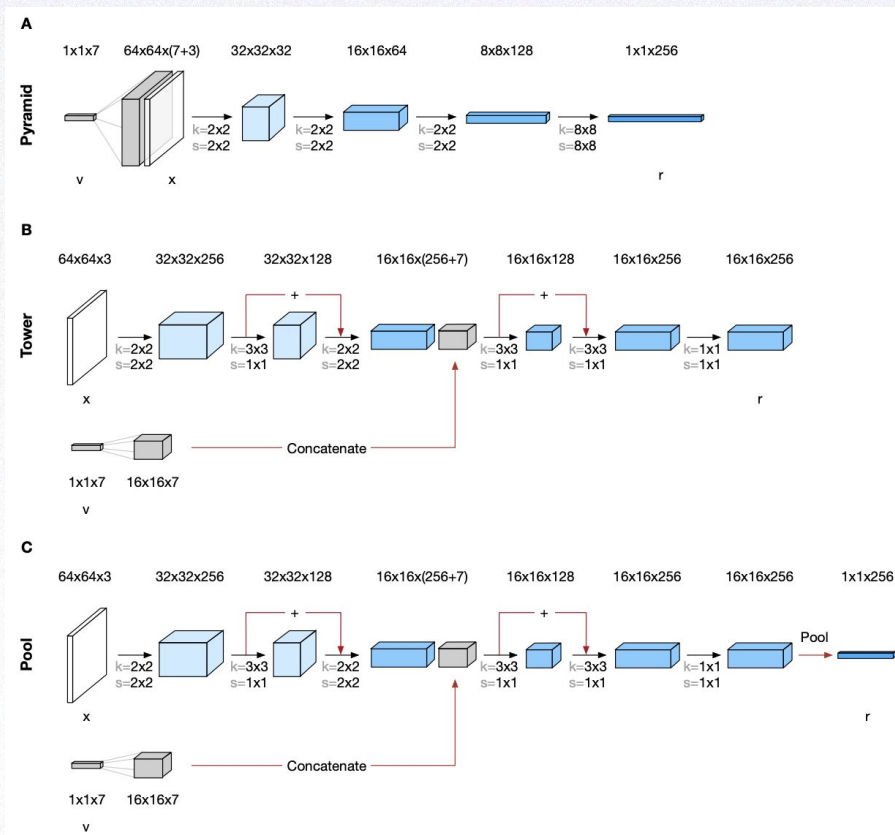 A
Pyramid
1x1x7 64x64x(7+3) 32x32x32 16x16x64 8x8x128 1x1x256
k=2x2 k=2x2 k=2x2 k=8x8
s=2x2 s=2x2 s=2x2 s=8x8
v x r
B
Tower
64x64x3 32x32x256 32x32x128 16x16x(256+7) 16x16x128 16x16x256 16x16x256
+ +
k=2x2 k=3x3 k=2x2 k=3x3 k=3x3 k=1x1
s=2x2 s=1x1 s=2x2 s=1x1 s=1x1 s=1x1
x r
Concatenate
1x1x7 16x16x7
v
C
Pool
64x64x3 32x32x256 32x32x128 16x16x(256+7) 16x16x128 16x16x256 16x16x256 1x1x256
+ +
Pool
k=2x2 k=3x3 k=2x2 k=3x3 k=3x3 k=1x1
s=2x2 s=1x1 s=2x2 s=1x1 s=1x1 s=1x1
x r
Concatenate
1x1x7 16x16x7
v